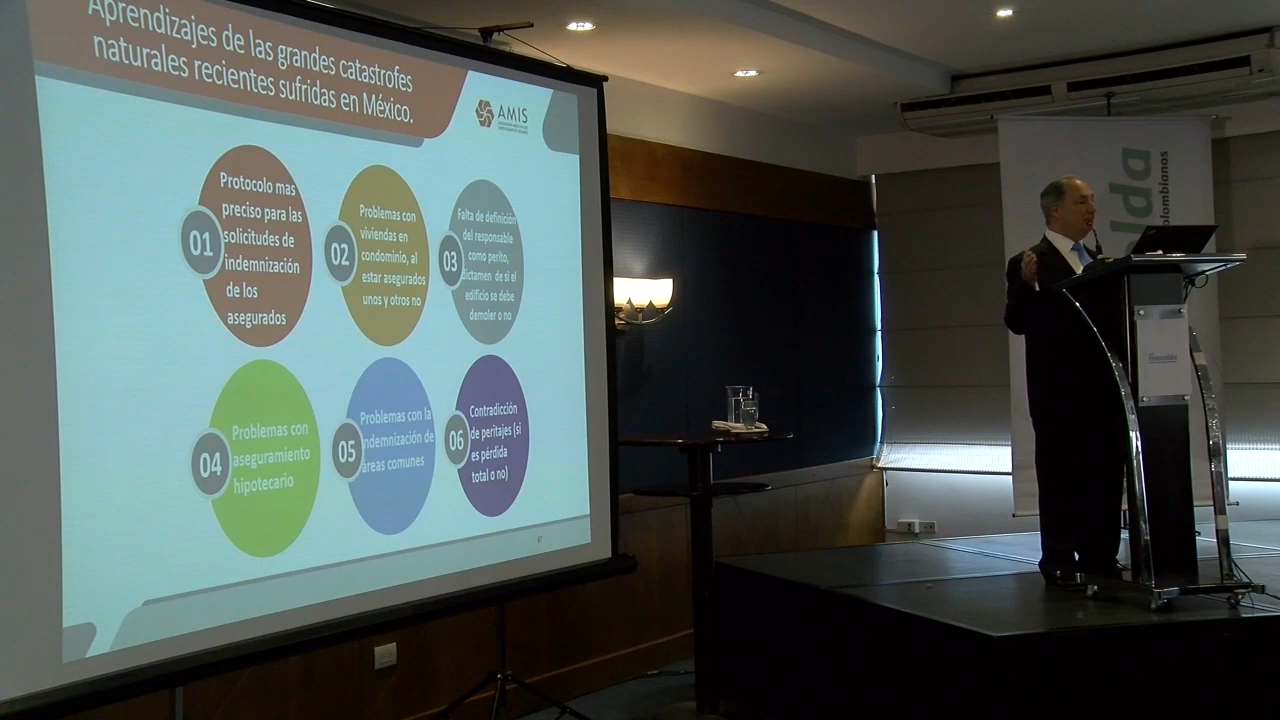 Aprendizajes de las grandes catastrofes
naturales recientes sufridas en México.
AMIS
01
Protocolo mas
preciso para las
solicitudes de
indemnización
de los
asegurados
02
Problemas con
viviendas en
condominio, al
estar asegurados
unos y otros no
03
Falta de definición
del responsable
como perito,
dictamen de si el
edificio se debe
demoler o no
04
Problemas con
aseguramiento
hipotecario
05
Problemas con la
indemnización de
áreas comunes
06
Contradicción
de peritajes (si
es pérdida
total o no)
67
lda
olombianos